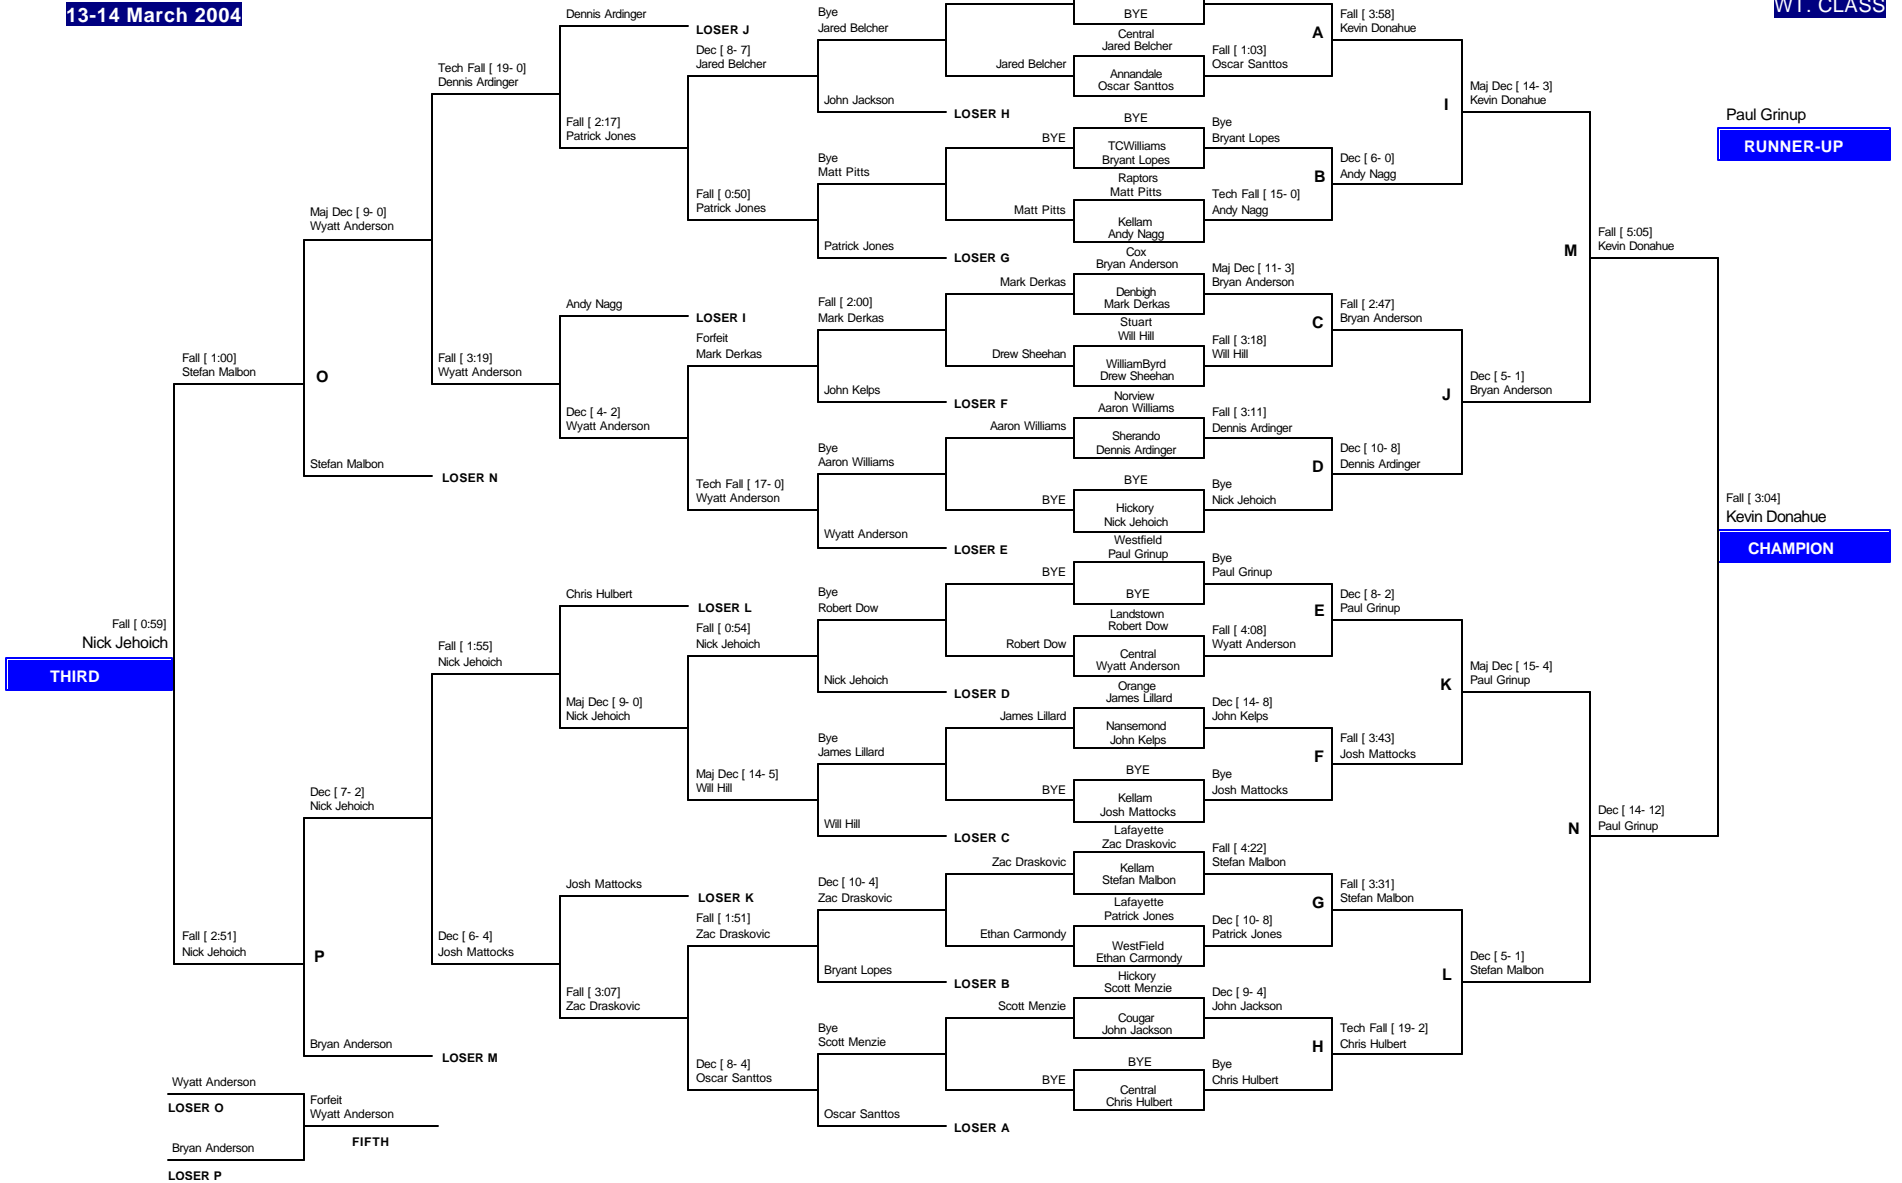 13-14 March 2004
WT. CLASS
Dennis Ardinger
LOSER J
Dec [ 8- 7]
Jared Belcher
Bye
Jared Belcher
BYE
Central
Jared Belcher
Jared Belcher
Annandale
Oscar Santtos
Fall [ 1:03]
Oscar Santtos
A
Fall [ 3:58]
Kevin Donahue
Tech Fall [ 19- 0]
Dennis Ardinger
John Jackson
LOSER H
Maj Dec [ 14- 3]
Kevin Donahue
I
Paul Grinup
RUNNER-UP
Fall [ 2:17]
Patrick Jones
BYE
BYE
TCWilliams
Bryant Lopes
Bye
Bryant Lopes
Bye
Matt Pitts
Dec [ 6- 0]
Andy Nagg
B
Raptors
Matt Pitts
Fall [ 0:50]
Patrick Jones
Matt Pitts
Kellam
Andy Nagg
Tech Fall [ 15- 0]
Andy Nagg
Maj Dec [ 9- 0]
Wyatt Anderson
Patrick Jones
LOSER G
Cox
Bryan Anderson
M
Fall [ 5:05]
Kevin Donahue
Mark Derkas
Denbigh
Mark Derkas
Maj Dec [ 11- 3]
Bryan Anderson
Andy Nagg
LOSER I
Fall [ 2:00]
Mark Derkas
Stuart
Will Hill
C
Fall [ 2:47]
Bryan Anderson
Forfeit
Mark Derkas
Drew Sheehan
WilliamByrd
Drew Sheehan
Fall [ 3:18]
Will Hill
Fall [ 1:00]
Stefan Malbon
O
Fall [ 3:19]
Wyatt Anderson
John Kelps
LOSER F
Norview
Aaron Williams
J
Dec [ 5- 1]
Bryan Anderson
Dec [ 4- 2]
Wyatt Anderson
Aaron Williams
Sherando
Dennis Ardinger
Fall [ 3:11]
Dennis Ardinger
Stefan Malbon
LOSER N
Bye
Aaron Williams
BYE
D
Dec [ 10- 8]
Dennis Ardinger
Tech Fall [ 17- 0]
Wyatt Anderson
BYE
Hickory
Nick Jehoich
Bye
Nick Jehoich
Fall [ 3:04]
Kevin Donahue
CHAMPION
Wyatt Anderson
LOSER E
Westfield
Paul Grinup
Bye
Paul Grinup
BYE
BYE
Chris Hulbert
LOSER L
Bye
Robert Dow
Landstown
Robert Dow
E
Dec [ 8- 2]
Paul Grinup
Fall [ 0:59]
Nick Jehoich
THIRD
Fall [ 1:55]
Nick Jehoich
Fall [ 0:54]
Nick Jehoich
Robert Dow
Central
Wyatt Anderson
Fall [ 4:08]
Wyatt Anderson
Nick Jehoich
LOSER D
Orange
James Lillard
K
Maj Dec [ 15- 4]
Paul Grinup
Maj Dec [ 9- 0]
Nick Jehoich
James Lillard
Nansemond
John Kelps
Dec [ 14- 8]
John Kelps
Bye
James Lillard
BYE
F
Fall [ 3:43]
Josh Mattocks
Maj Dec [ 14- 5]
Will Hill
BYE
Kellam
Josh Mattocks
Bye
Josh Mattocks
Dec [ 7- 2]
Nick Jehoich
Will Hill
LOSER C
Lafayette
Zac Draskovic
N
Dec [ 14- 12]
Paul Grinup
Zac Draskovic
Kellam
Stefan Malbon
Fall [ 4:22]
Stefan Malbon
Josh Mattocks
LOSER K
Dec [ 10- 4]
Zac Draskovic
Lafayette
Patrick Jones
G
Fall [ 3:31]
Stefan Malbon
Fall [ 1:51]
Zac Draskovic
Ethan Carmondy
WestField
Ethan Carmondy
Dec [ 10- 8]
Patrick Jones
Fall [ 2:51]
Nick Jehoich
P
Dec [ 6- 4]
Josh Mattocks
Bryant Lopes
LOSER B
Hickory
Scott Menzie
L
Dec [ 5- 1]
Stefan Malbon
Fall [ 3:07]
Zac Draskovic
Scott Menzie
Cougar
John Jackson
Dec [ 9- 4]
John Jackson
Bryan Anderson
LOSER M
Bye
Scott Menzie
BYE
H
Tech Fall [ 19- 2]
Chris Hulbert
Dec [ 8- 4]
Oscar Santtos
BYE
Central
Chris Hulbert
Bye
Chris Hulbert
Wyatt Anderson
LOSER O
Forfeit
Wyatt Anderson
FIFTH
Oscar Santtos
LOSER A
Bryan Anderson
LOSER P